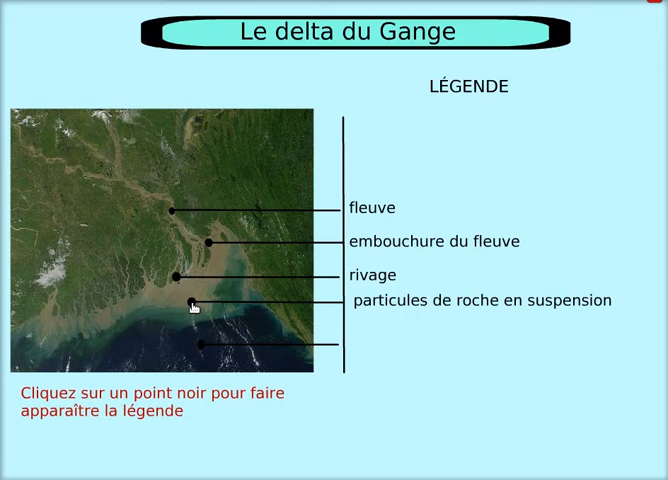 Le delta du Gange
LÉGENDE
fleuve
embouchure du fleuve
rivage
particules de roche en suspension
Cliquez sur un point noir pour faire
apparaître la légende